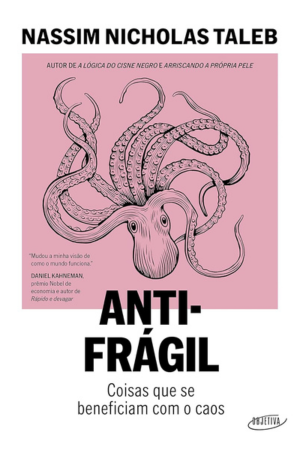 NASSIM NICHOLAS TALEB
AUTOR DE A LÓGICA DO CISNE NEGRO E ARRISCANDO A PRÓPRIA PELE
"Mudou a minha visão de
como o mundo funciona."
DANIEL KAHNEMAN,
prêmio Nobel de
economia e autor de
Rápido e devagar
ANTI-
FRÁGIL
Coisas que se
beneficiam com o caos
OBJETIVA